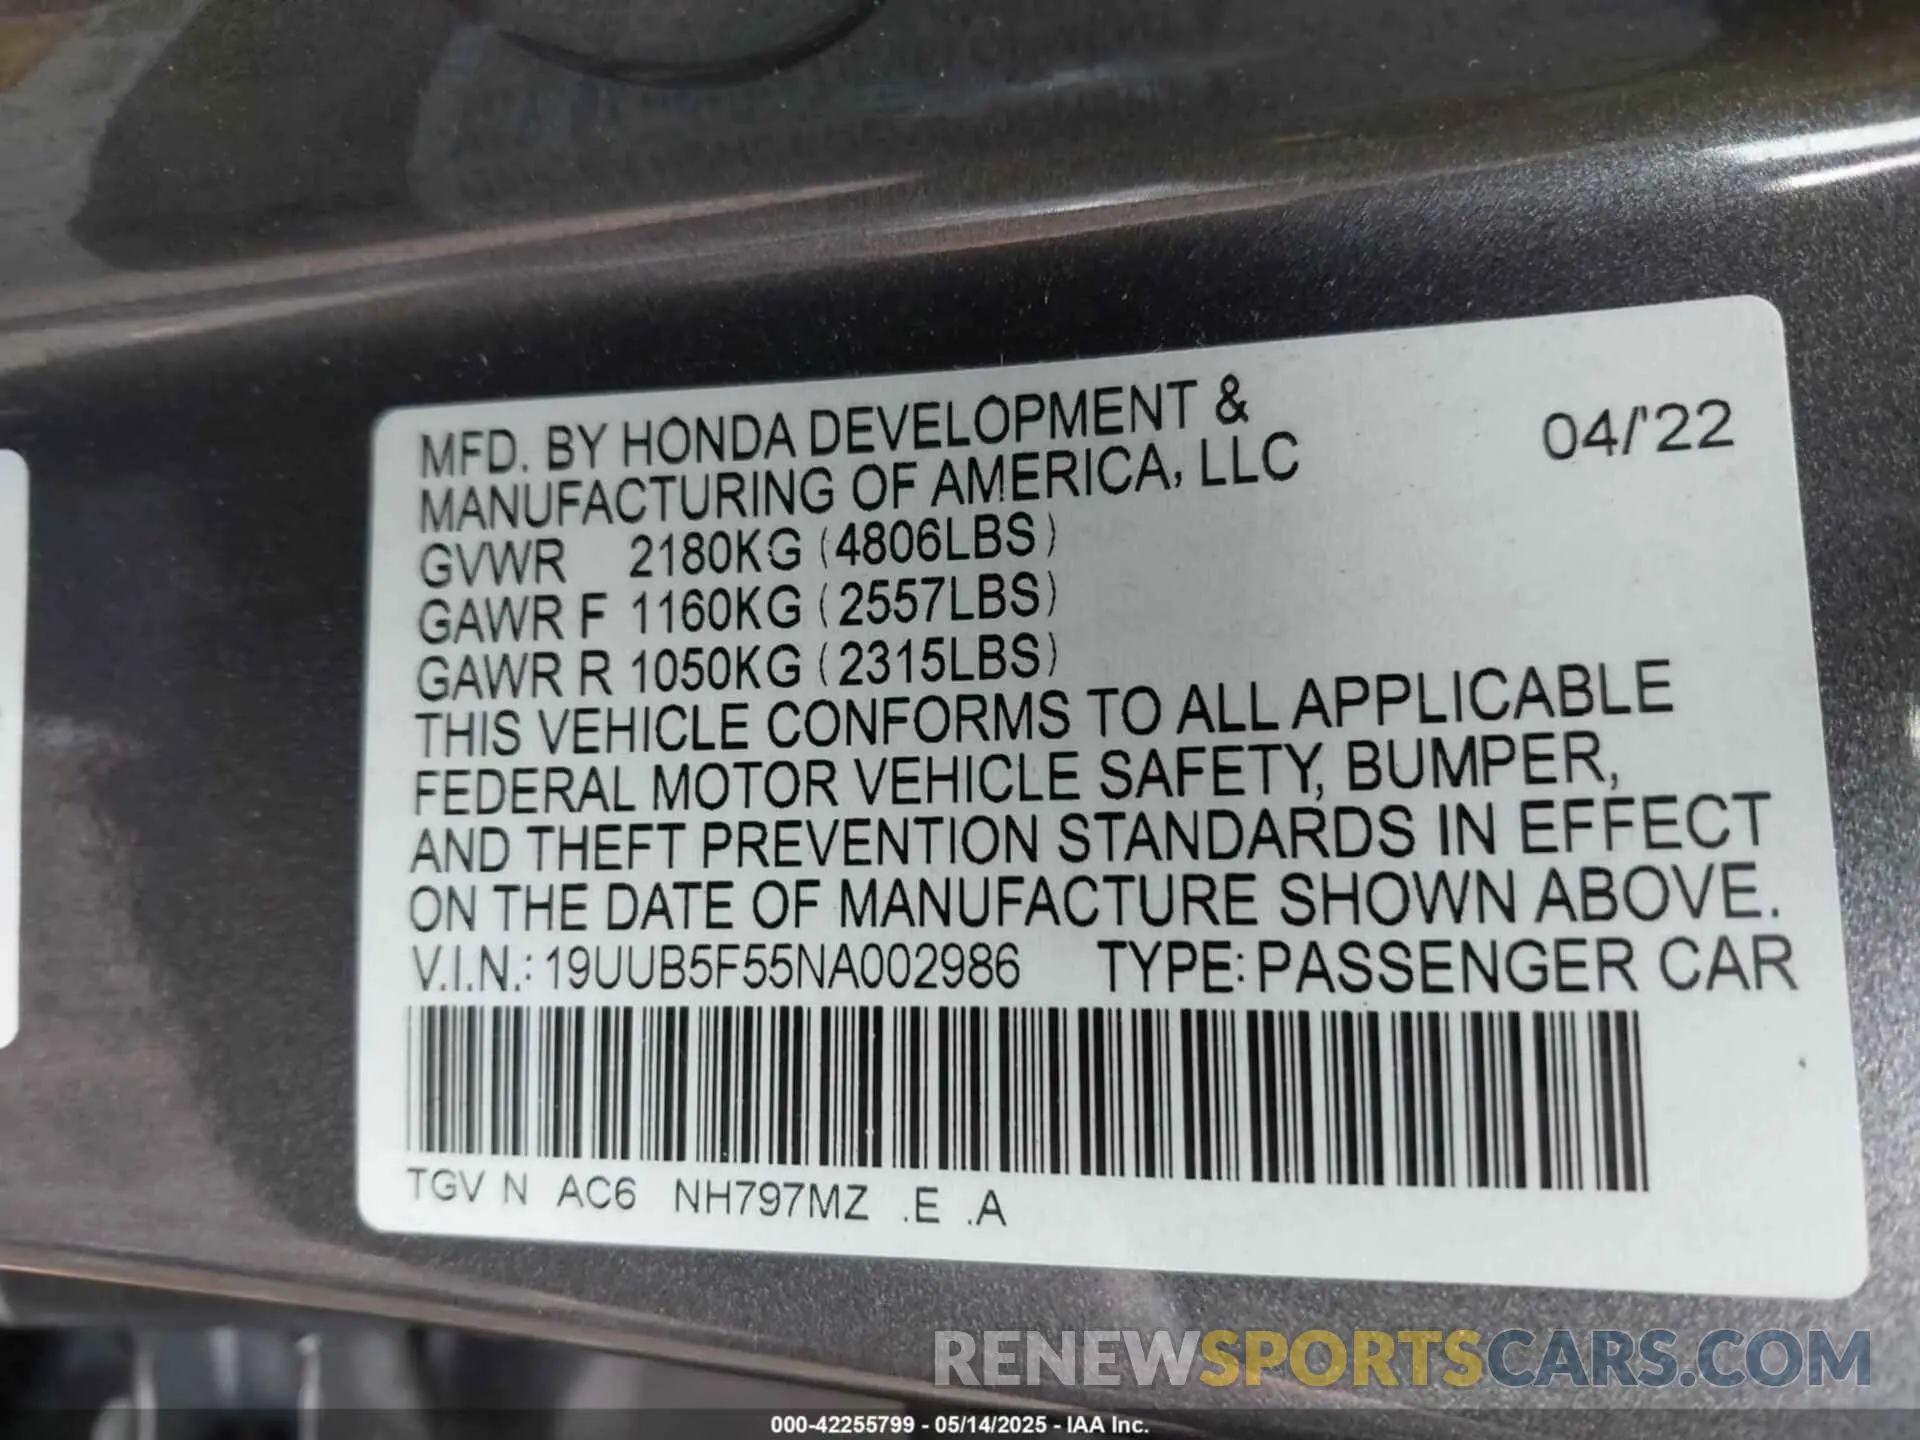 MFD. BY HONDA DEVELOPMENT &
MANUFACTURING OF AMERICA, LLC
04/'22
GVWR 2180KG (4806LBS)
GAWR F 1160KG (2557LBS)
GAWR R 1050KG (2315LBS)
THIS VEHICLE CONFORMS TO ALL APPLICABLE
FEDERAL MOTOR VEHICLE SAFETY, BUMPER,
AND THEFT PREVENTION STANDARDS IN EFFECT
ON THE DATE OF MANUFACTURE SHOWN ABOVE.
V.I.N.: 19UUB5F55NA002986 TYPE: PASSENGER CAR
TGV N AC6 NH797MZ .E .A
RENEWSPORTSCARS.COM
000-42255799 - 05/14/2025 - IAA Inc.